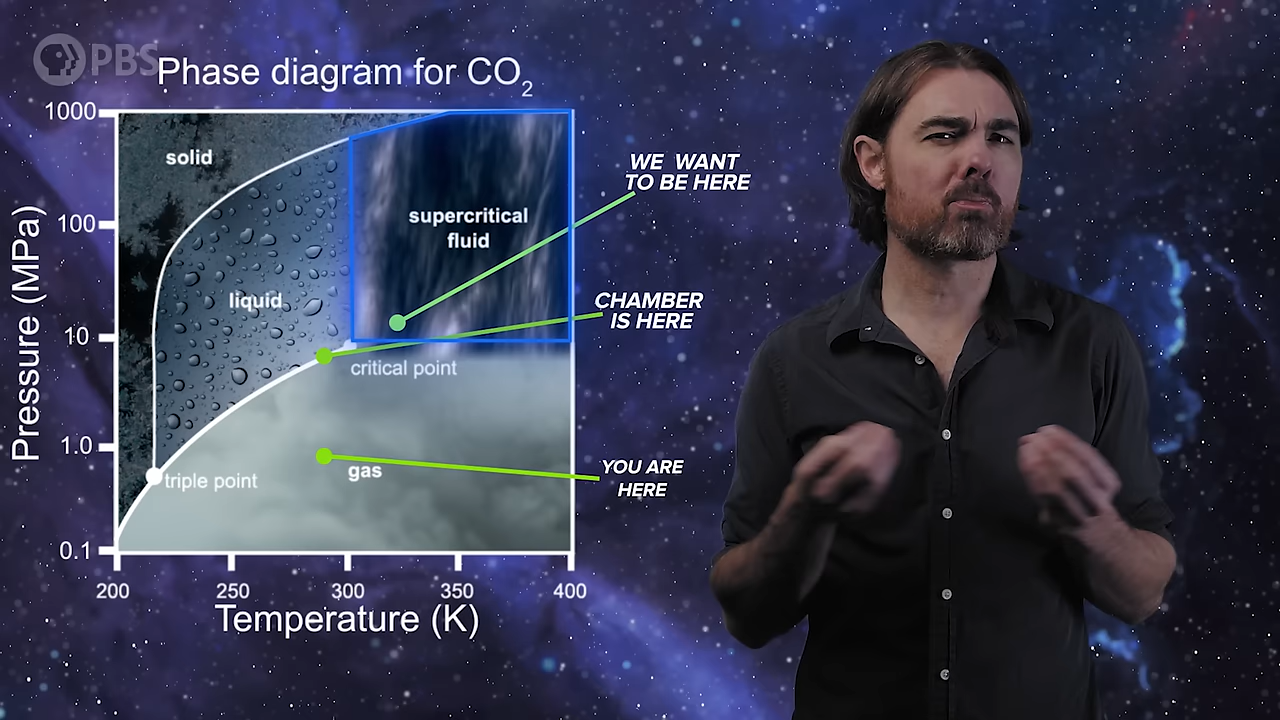 PBS
Phase diagram for CO₂
Pressure (MPa)
1000
100
10
1.0
0.1
solid
liquid
supercritical
fluid
critical point
triple point
gas
WE WANT
TO BE HERE
CHAMBER
IS HERE
YOU ARE
HERE
200 250 300 350 400
Temperature (K)